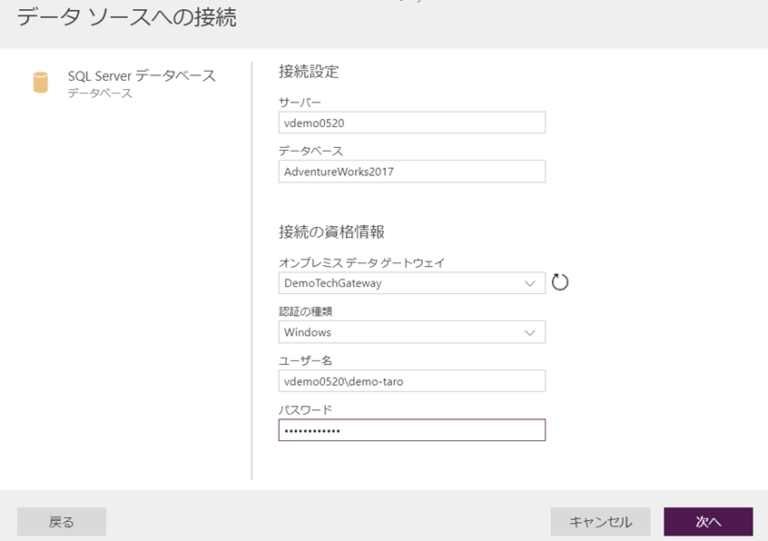 データ ソースへの接続
SQL Server データベース
データベース
接続設定
サーバー
vdemo0520
データベース
AdventureWorks2017
接続の資格情報
オンプレミス データ ゲートウェイ
DemoTechGateway
認証の種類
Windows
ユーザー名
vdemo0520\demo-taro
パスワード
••••••••••••
戻る
キャンセル
次へ